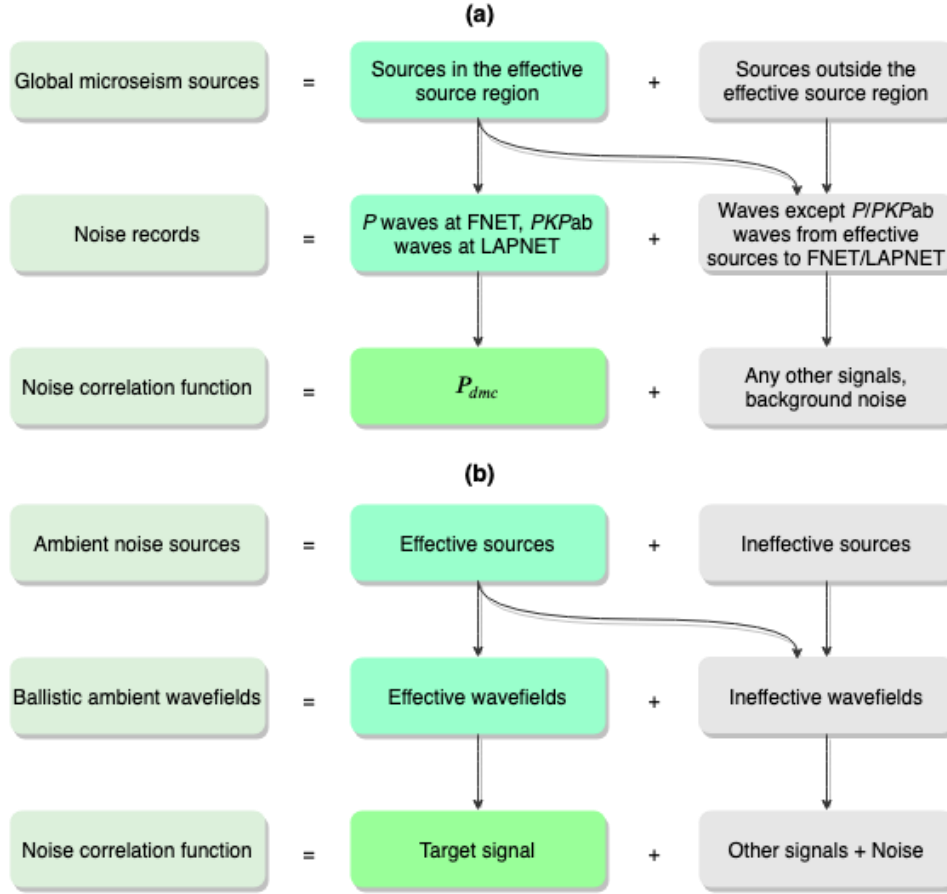 (a)
Global microseism sources
=
Sources in the effective
source region
+
Sources outside the
effective source region
Noise records
=
P waves at FNET, PKPab
waves at LAPNET
+
Waves except P/PKPab
waves from effective
sources to FNET/LAPNET
Noise correlation function
=
Pdmc
+
Any other signals,
background noise
(b)
Ambient noise sources
=
Effective sources
+
Ineffective sources
Ballistic ambient wavefields
=
Effective wavefields
+
Ineffective wavefields
Noise correlation function
=
Target signal
+
Other signals + Noise